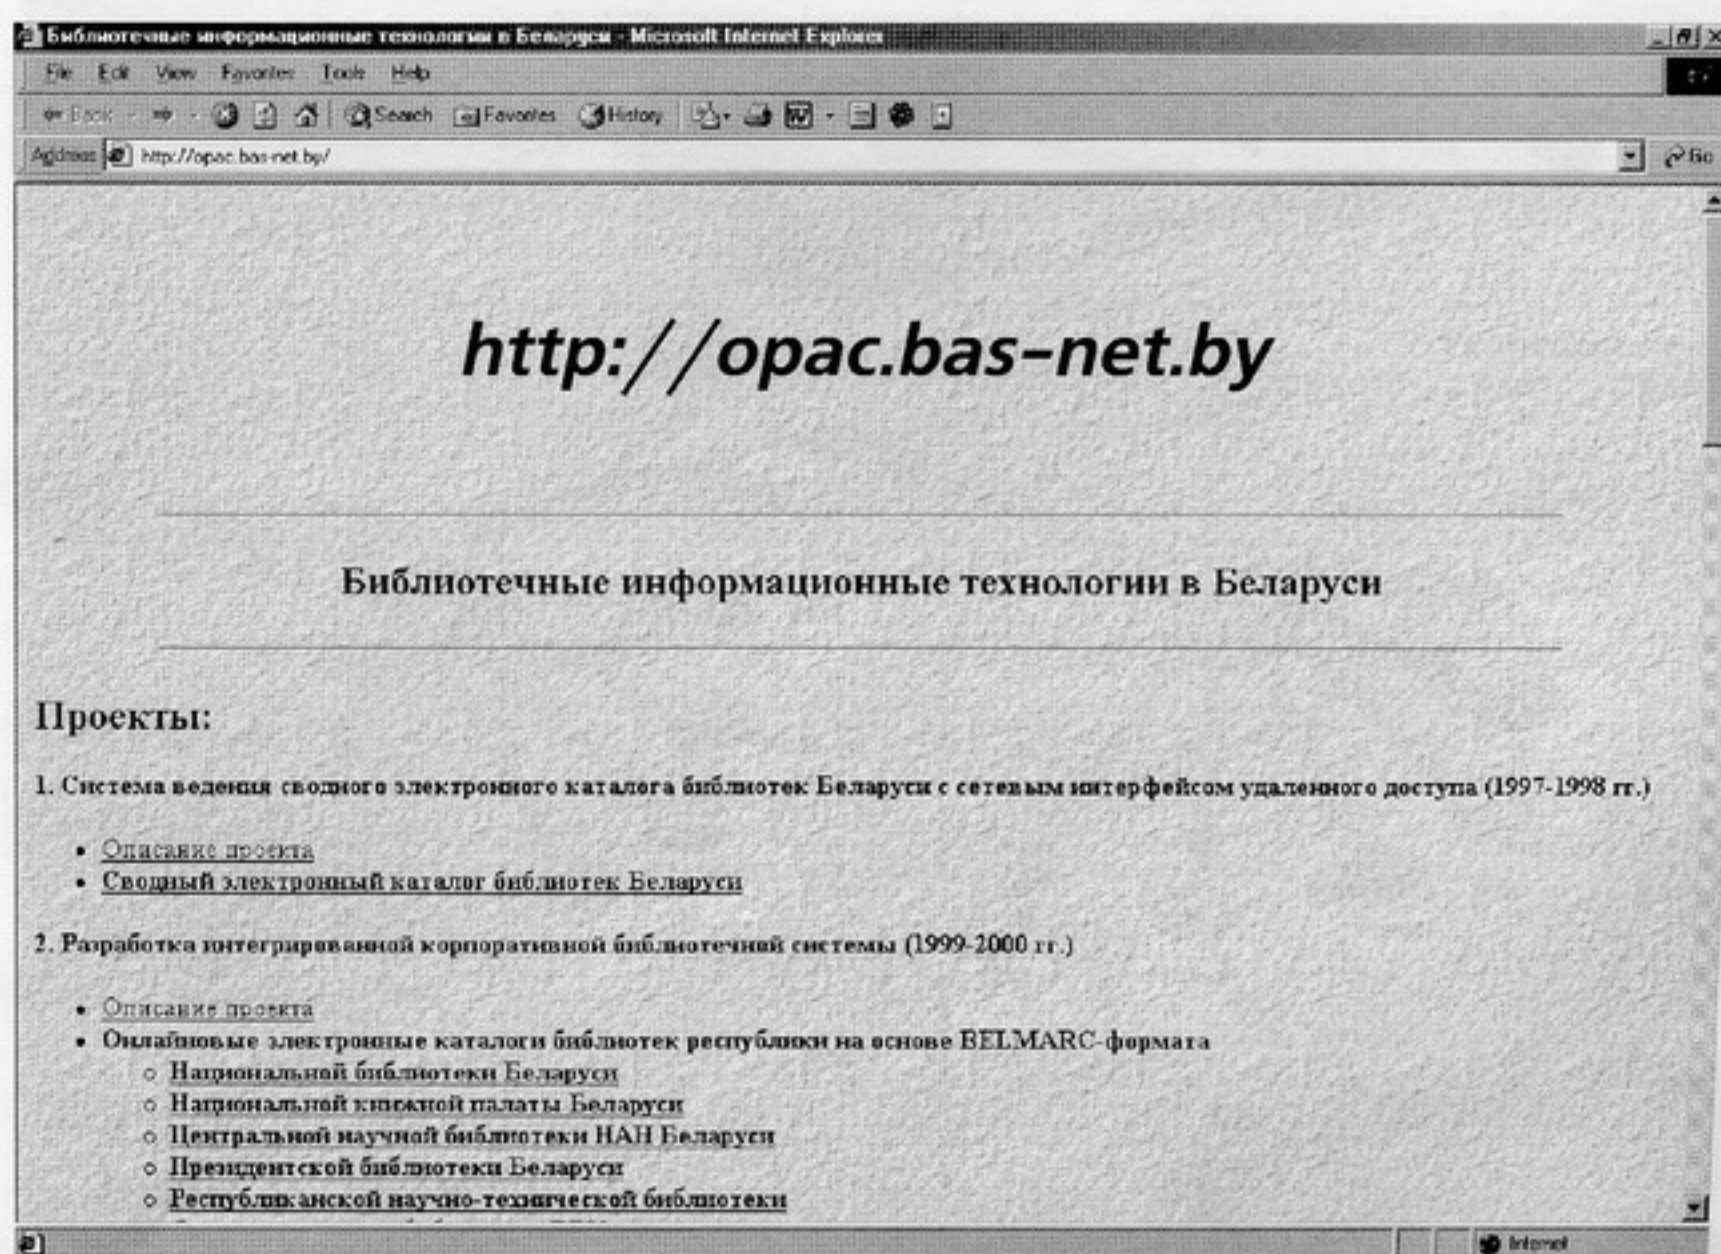 Библиотечные информационные технологии в Беларуси - Microsoft Internet Explorer
File Edit View Favorites Tools Help
Back Search Favorites History
Address http://opac.bas-net.by/ Go
http://opac.bas-net.by
Библиотечные информационные технологии в Беларуси
Проекты:
1. Система ведения сводного электронного каталога библиотек Беларуси с сетевым интерфейсом удаленного доступа (1997-1998 гг.)
• Описание проекта
• Сводный электронный каталог библиотек Беларуси
2. Разработка интегрированной корпоративной библиотечной системы (1999-2000 гг.)
• Описание проекта
• Онлайновые электронные каталоги библиотек республики на основе BELMARC-формата
○ Национальной библиотеки Беларуси
○ Национальной книжной палаты Беларуси
○ Центральной научной библиотеки НАН Беларуси
○ Президентской библиотеки Беларуси
○ Республиканской научно-технической библиотеки
Internet